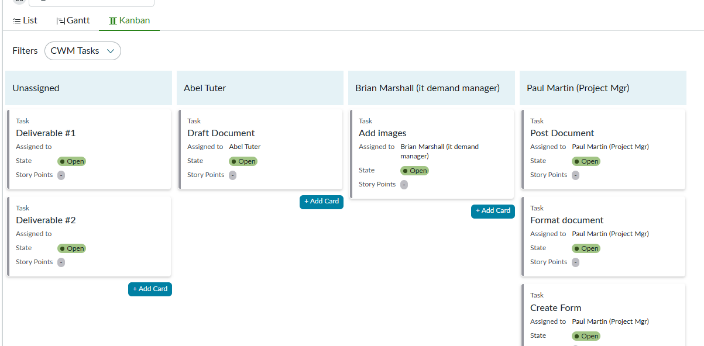 List Gantt Kanban
Filters CWM Tasks
Unassigned
Task
Deliverable #1
Assigned to
State Open
Story Points -
Task
Deliverable #2
Assigned to
State Open
Story Points -
+ Add Card
Abel Tuter
Task
Draft Document
Assigned to Abel Tuter
State Open
Story Points -
+ Add Card
Brian Marshall (it demand manager)
Task
Add images
Assigned to Brian Marshall (it demand
manager)
State Open
Story Points -
+ Add Card
Paul Martin (Project Mgr)
Task
Post Document
Assigned to Paul Martin (Project Mgr)
State Open
Story Points -
Task
Format document
Assigned to Paul Martin (Project Mgr)
State Open
Story Points -
Task
Create Form
Assigned to Paul Martin (Project Mgr)
State Open